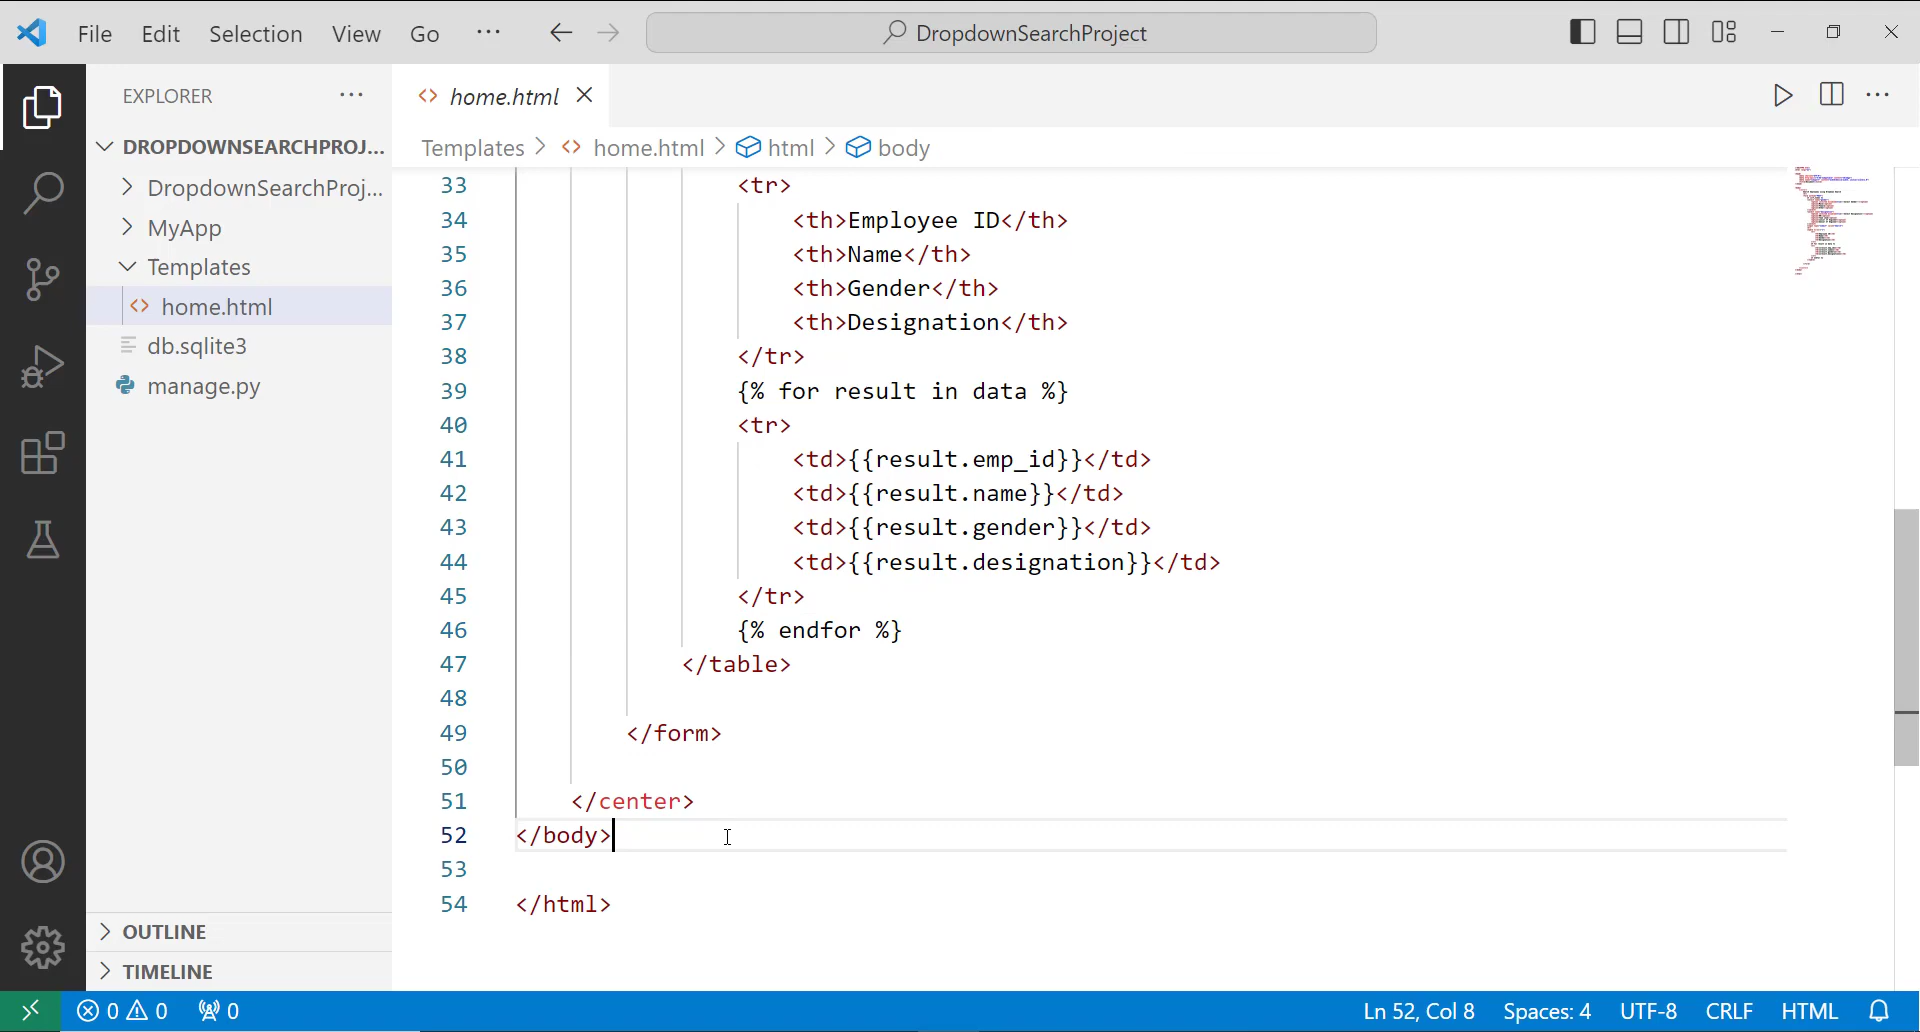 File Edit Selection View Go ··· DropdownSearchProject
EXPLORER ···
home.html
DROPDOWNSEARCHPROJ...
Templates > home.html > html > body
DropdownSearchProj...
MyApp
Templates
home.html
db.sqlite3
manage.py
33 <tr>
34 <th>Employee ID</th>
35 <th>Name</th>
36 <th>Gender</th>
37 <th>Designation</th>
38 </tr>
39 {% for result in data %}
40 <tr>
41 <td>{{result.emp_id}}</td>
42 <td>{{result.name}}</td>
43 <td>{{result.gender}}</td>
44 <td>{{result.designation}}</td>
45 </tr>
46 {% endfor %}
47 </table>
48
49 </form>
50
51 </center>
52 </body>
53
54 </html>
OUTLINE
TIMELINE
0 0 0 Ln 52, Col 8 Spaces: 4 UTF-8 CRLF HTML